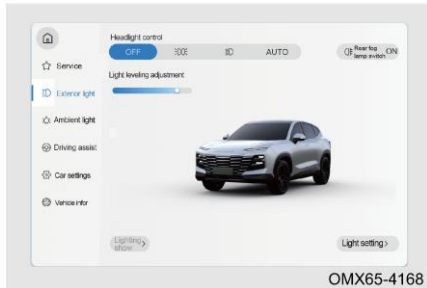 Headlight control
OFF
AUTO
Rear fog
lamp switch
ON
Service
Light leveling adjustment
Exterior light
Ambient light
Driving assist
Car settings
Vehice infor
Lighting
show
Light setting
OMX65-4168